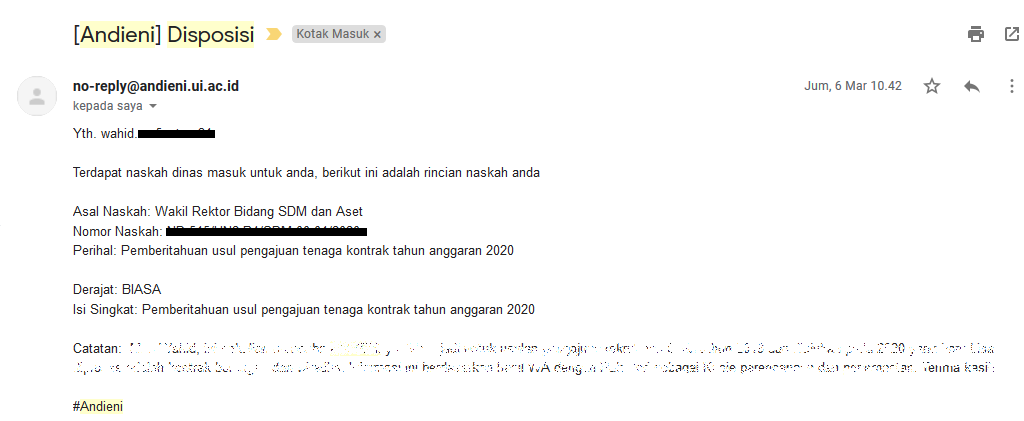 [Andieni] Disposisi
Kotak Masuk ×
no-reply@andieni.ui.ac.id
Jum, 6 Mar 10.42
kepada saya
Yth. wahid.
Terdapat naskah dinas masuk untuk anda, berikut ini adalah rincian naskah anda
Asal Naskah: Wakil Rektor Bidang SDM dan Aset
Nomor Naskah:
Perihal: Pemberitahuan usul pengajuan tenaga kontrak tahun anggaran 2020
Derajat: BIASA
Isi Singkat: Pemberitahuan usul pengajuan tenaga kontrak tahun anggaran 2020
Catatan:
#Andieni